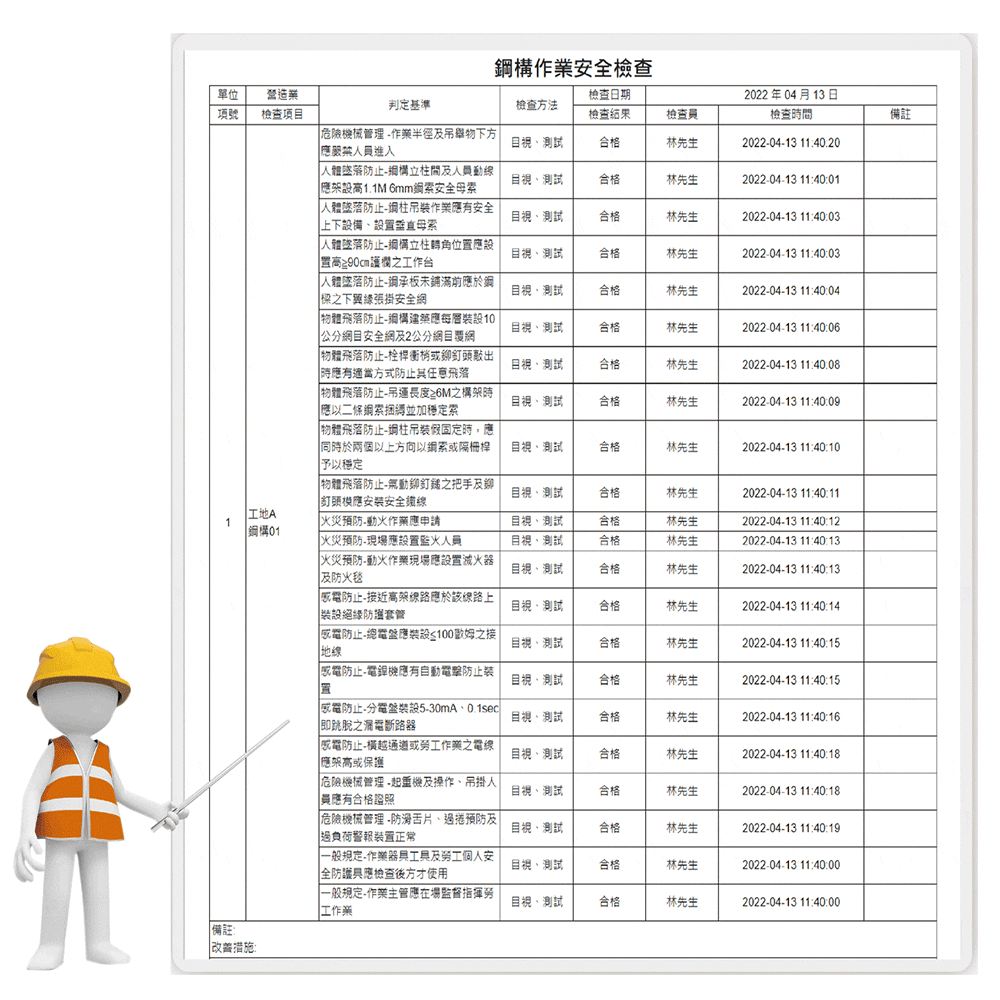 鋼構作業安全檢查
單位 營造業 判定基準 檢查方法 檢查日期 2022 年 04 月 13 日
項號 檢查項目 檢查結果 檢查員 檢查時間 備註
1 工地A
鋼構01
危險機械管理 -作業半徑及吊舉物下方
應嚴禁人員進入 目視、測試 合格 林先生 2022-04-13 11:40:20
人體墜落防止-鋼構立柱間及人員動線
應架設高1.1M 6mm鋼索安全母索 目視、測試 合格 林先生 2022-04-13 11:40:01
人體墜落防止-鋼柱吊裝作業應有安全
上下設備、設置垂直母索 目視、測試 合格 林先生 2022-04-13 11:40:03
人體墜落防止-鋼構立柱轉角位置應設
置高≧90㎝護欄之工作台 目視、測試 合格 林先生 2022-04-13 11:40:03
人體墜落防止-鋼承板未鋪滿前應於鋼
樑之下翼緣張掛安全網 目視、測試 合格 林先生 2022-04-13 11:40:04
物體飛落防止-鋼構建築應每層裝設10
公分網目安全網及2公分網目覆網 目視、測試 合格 林先生 2022-04-13 11:40:06
物體飛落防止-栓桿衝梢或鉚釘頭敲出
時應有適當方式防止其任意飛落 目視、測試 合格 林先生 2022-04-13 11:40:08
物體飛落防止-吊運長度≧6M之構架時
應以二條鋼索捆縛並加穩定索 目視、測試 合格 林先生 2022-04-13 11:40:09
物體飛落防止-鋼柱吊裝假固定時，應
同時於兩個以上方向以鋼索或隔柵桿
予以穩定 目視、測試 合格 林先生 2022-04-13 11:40:10
物體飛落防止-氣動鉚釘鎚之把手及鉚
釘頭模應安裝安全鐵線 目視、測試 合格 林先生 2022-04-13 11:40:11
火災預防-動火作業應申請 目視、測試 合格 林先生 2022-04-13 11:40:12
火災預防-現場應設置監火人員 目視、測試 合格 林先生 2022-04-13 11:40:13
火災預防-動火作業現場應設置滅火器
及防火毯 目視、測試 合格 林先生 2022-04-13 11:40:13
感電防止-接近高架線路應於該線路上
裝設絕緣防護套管 目視、測試 合格 林先生 2022-04-13 11:40:14
感電防止-總電盤應裝設≦100歐姆之接
地線 目視、測試 合格 林先生 2022-04-13 11:40:15
感電防止-電銲機應有自動電擊防止裝
置 目視、測試 合格 林先生 2022-04-13 11:40:15
感電防止-分電盤裝設5-30mA、0.1sec
即跳脫之漏電斷路器 目視、測試 合格 林先生 2022-04-13 11:40:16
感電防止-橫越通道或勞工作業之電線
應架高或保護 目視、測試 合格 林先生 2022-04-13 11:40:18
危險機械管理 -起重機及操作、吊掛人
員應有合格證照 目視、測試 合格 林先生 2022-04-13 11:40:18
危險機械管理 -防滑舌片、過捲預防及
過負荷警報裝置正常 目視、測試 合格 林先生 2022-04-13 11:40:19
一般規定-作業器具工具及勞工個人安
全防護具應檢查後方才使用 目視、測試 合格 林先生 2022-04-13 11:40:00
一般規定-作業主管應在場監督指揮勞
工作業 目視、測試 合格 林先生 2022-04-13 11:40:00
備註:
改善措施: